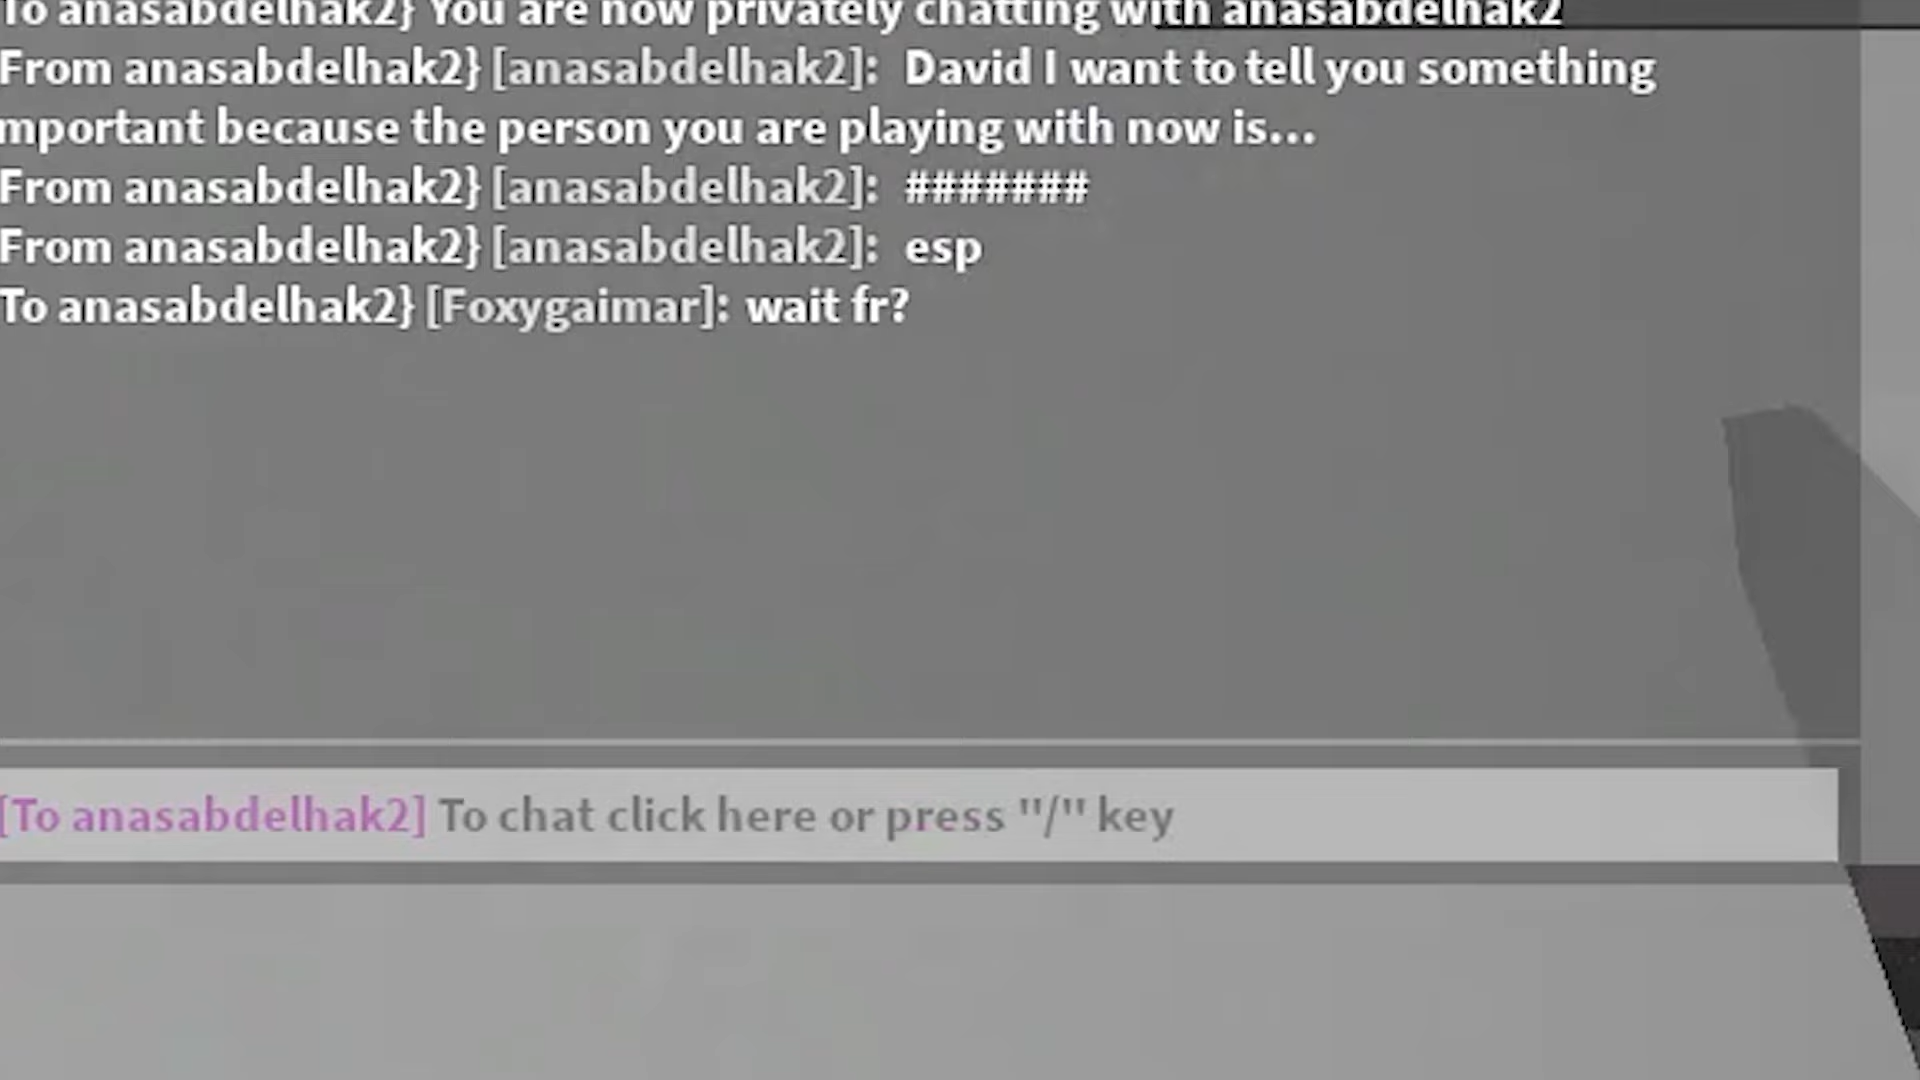 To anasabdelhak2} You are now privately chatting with anasabdelhak2
From anasabdelhak2} [anasabdelhak2]: David I want to tell you something
mportant because the person you are playing with now is...
From anasabdelhak2} [anasabdelhak2]: #######
From anasabdelhak2} [anasabdelhak2]: esp
To anasabdelhak2} [Foxygaimar]: wait fr?
[To anasabdelhak2] To chat click here or press "/" key